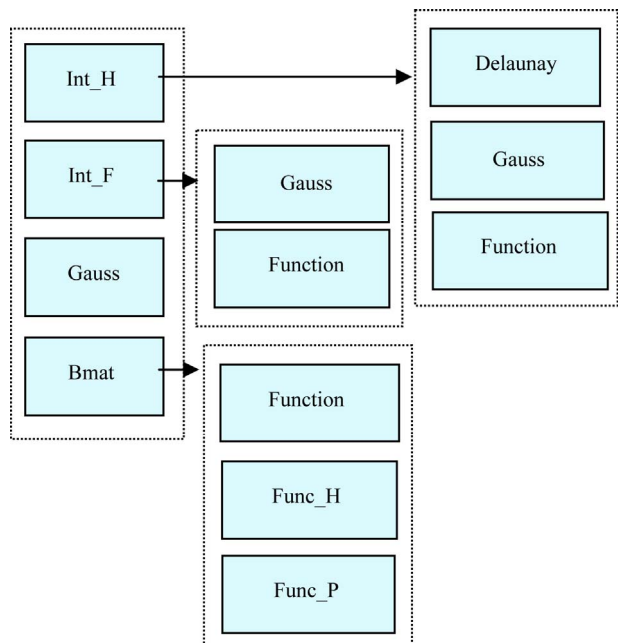 Int_H
Int_F
Gauss
Bmat
Gauss
Function
Delaunay
Gauss
Function
Function
Func_H
Func_P